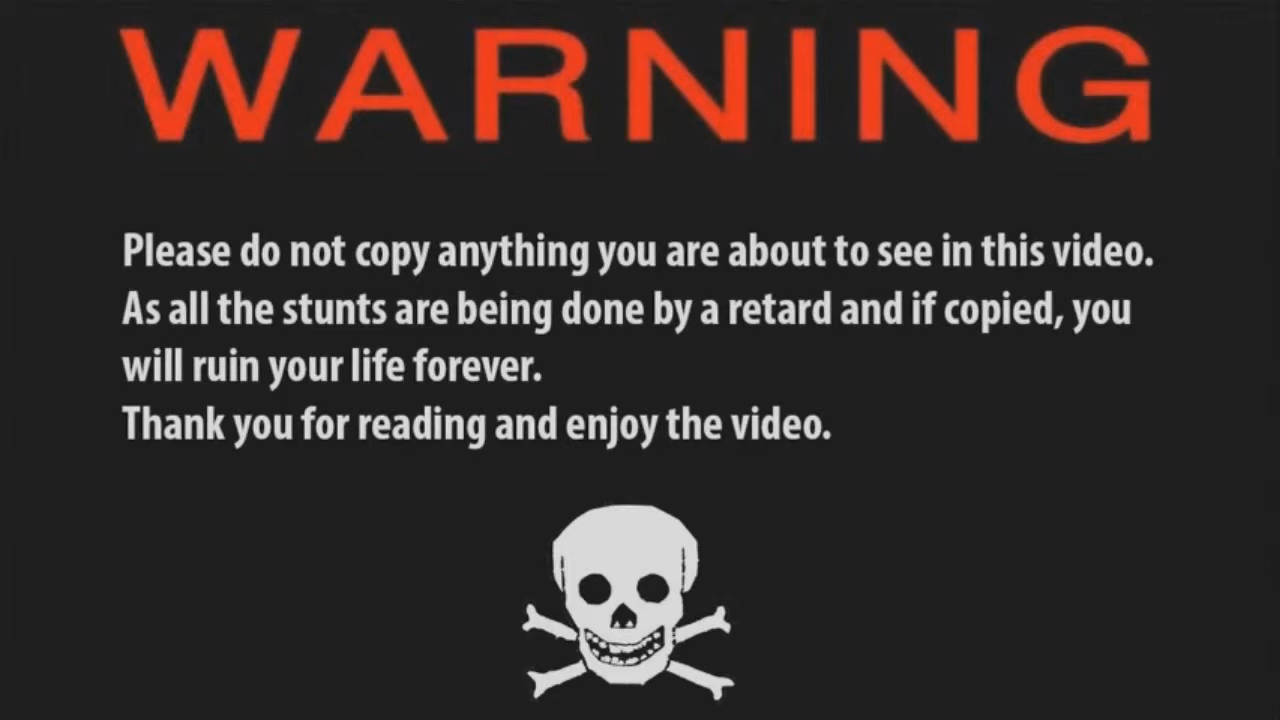 WARNING
Please do not copy anything you are about to see in this video.
As all the stunts are being done by a retard and if copied, you
will ruin your life forever.
Thank you for reading and enjoy the video.